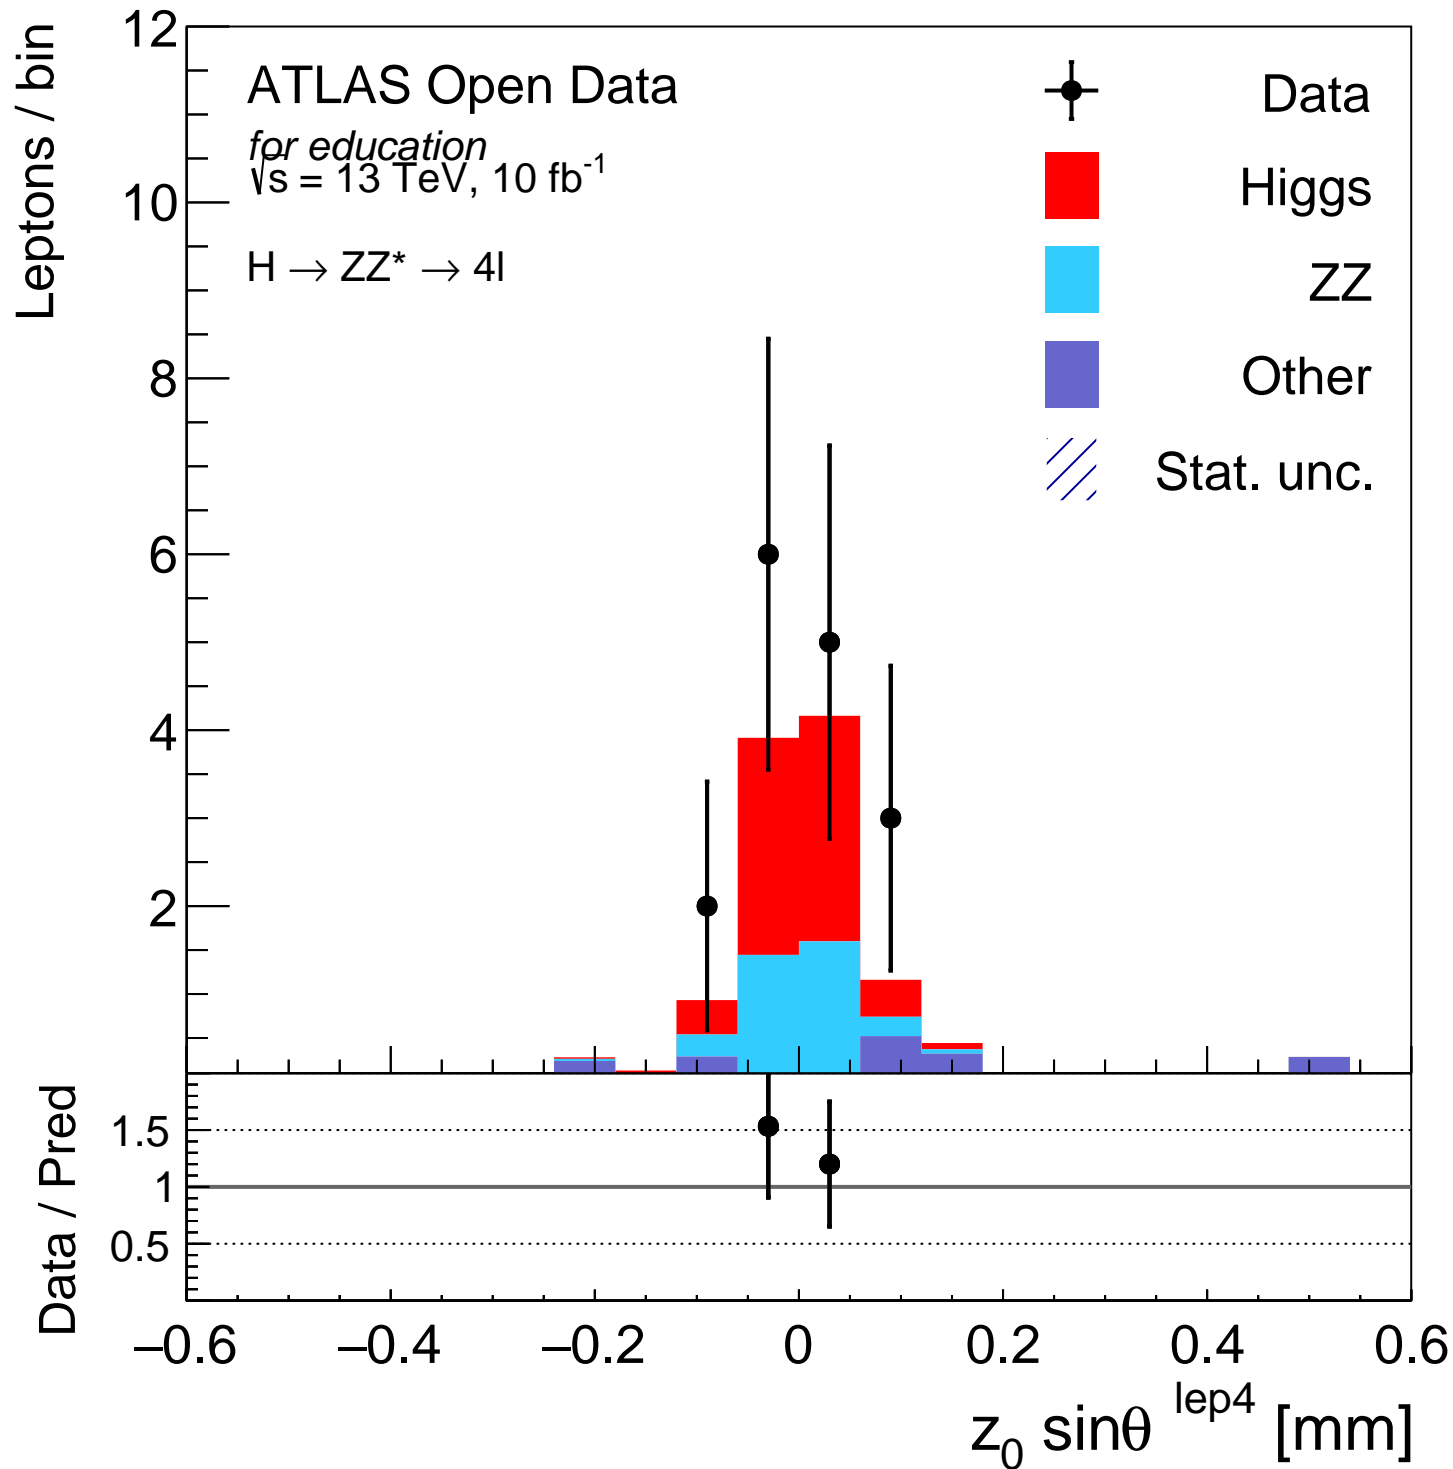 Leptons / bin
12
10
8
6
4
2
ATLAS Open Data
for education
√s = 13 TeV, 10 fb⁻¹
H → ZZ* → 4l
Data
Higgs
ZZ
Other
Stat. unc.
Data / Pred
1.5
1
0.5
−0.6 −0.4 −0.2 0 0.2 0.4 0.6
z₀ sinθ ˡᵉᵖ⁴ [mm]